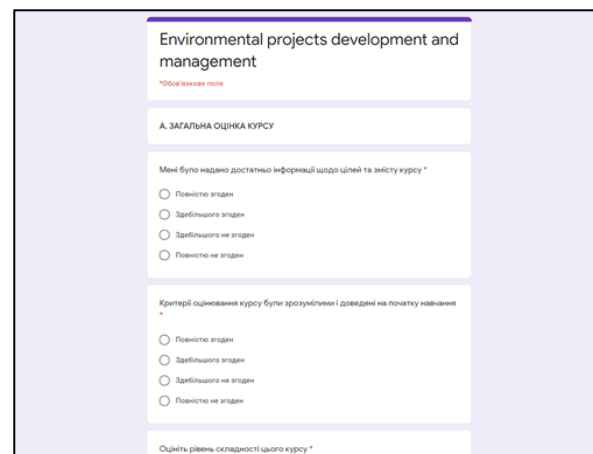 Environmental projects development and
management
*Обов'язкове поле
А. ЗАГАЛЬНА ОЦІНКА КУРСУ
Мені було надано достатньо інформації щодо цілей та змісту курсу *
Повністю згоден
Здебільшого згоден
Здебільшого не згоден
Повністю не згоден
Критерії оцінювання курсу були зрозумілими і доведені на початку навчання
*
Повністю згоден
Здебільшого згоден
Здебільшого не згоден
Повністю не згоден
Оцініть рівень складності цього курсу *